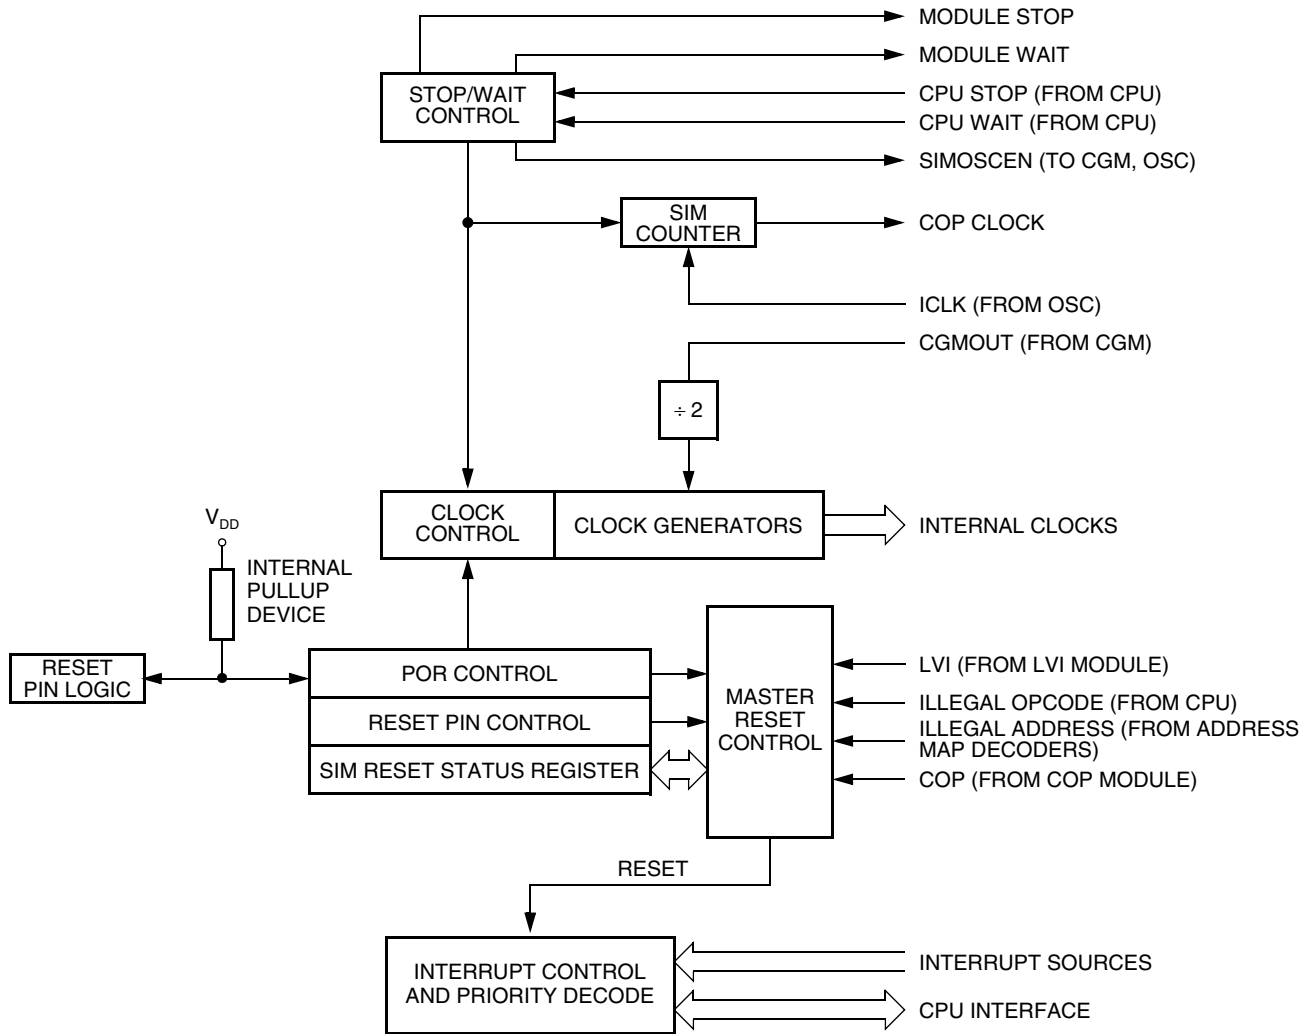 MODULE STOP
MODULE WAIT
STOP/WAIT
CONTROL
CPU STOP (FROM CPU)
CPU WAIT (FROM CPU)
SIMOSCEN (TO CGM, OSC)
SIM
COUNTER
COP CLOCK
ICLK (FROM OSC)
CGMOUT (FROM CGM)
÷ 2
CLOCK
CONTROL
CLOCK GENERATORS
INTERNAL CLOCKS
VDD
INTERNAL
PULLUP
DEVICE
RESET
PIN LOGIC
POR CONTROL
RESET PIN CONTROL
SIM RESET STATUS REGISTER
MASTER
RESET
CONTROL
LVI (FROM LVI MODULE)
ILLEGAL OPCODE (FROM CPU)
ILLEGAL ADDRESS (FROM ADDRESS
MAP DECODERS)
COP (FROM COP MODULE)
RESET
INTERRUPT CONTROL
AND PRIORITY DECODE
INTERRUPT SOURCES
CPU INTERFACE